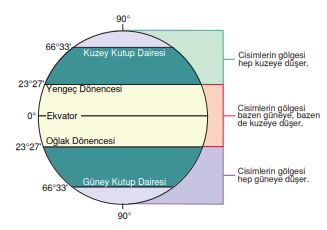 90°
66°33'
Kuzey Kutup Dairesi
Cisimlerin gölgesi
hep kuzeye düşer.
23°27'
Yengeç Dönencesi
0°
Ekvator
Cisimlerin gölgesi
bazen güneye, bazen
de kuzeye düşer.
Oğlak Dönencesi
23°27'
Cisimlerin gölgesi
hep güneye düşer.
Güney Kutup Dairesi
66°33'
90°